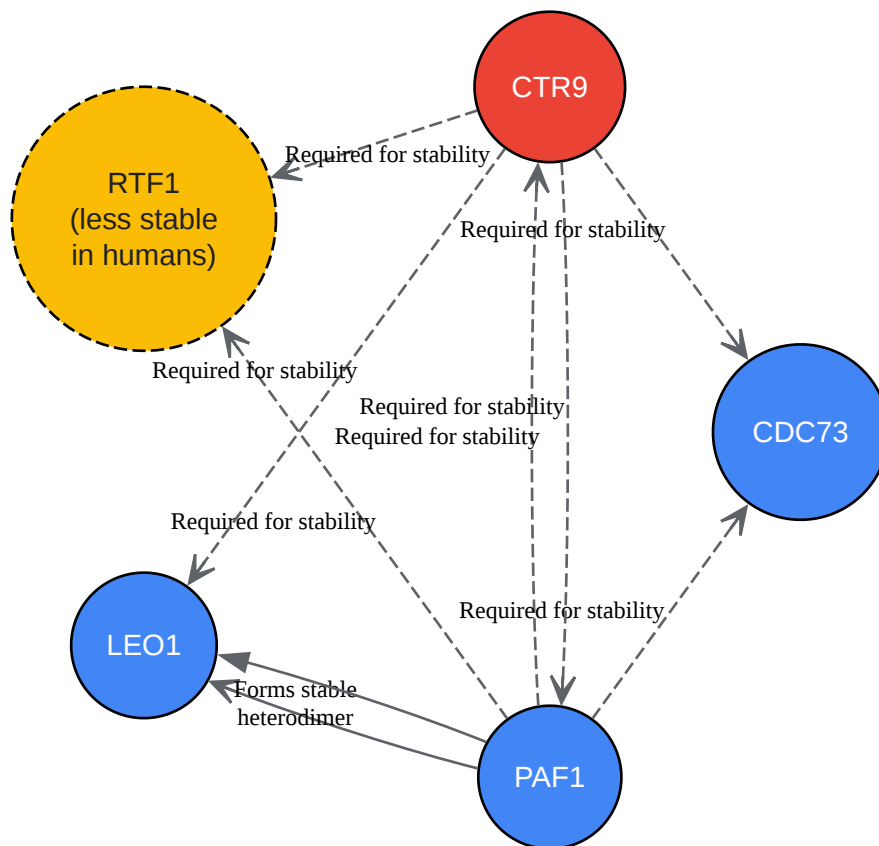 CTR9
Required for stability
RTF1
(less stable
in humans)
Required for stability
Required for stability
Required for stability
CDC73
Required for stability
Required for stability
Required for stability
LEO1
Forms stable
heterodimer
PAF1